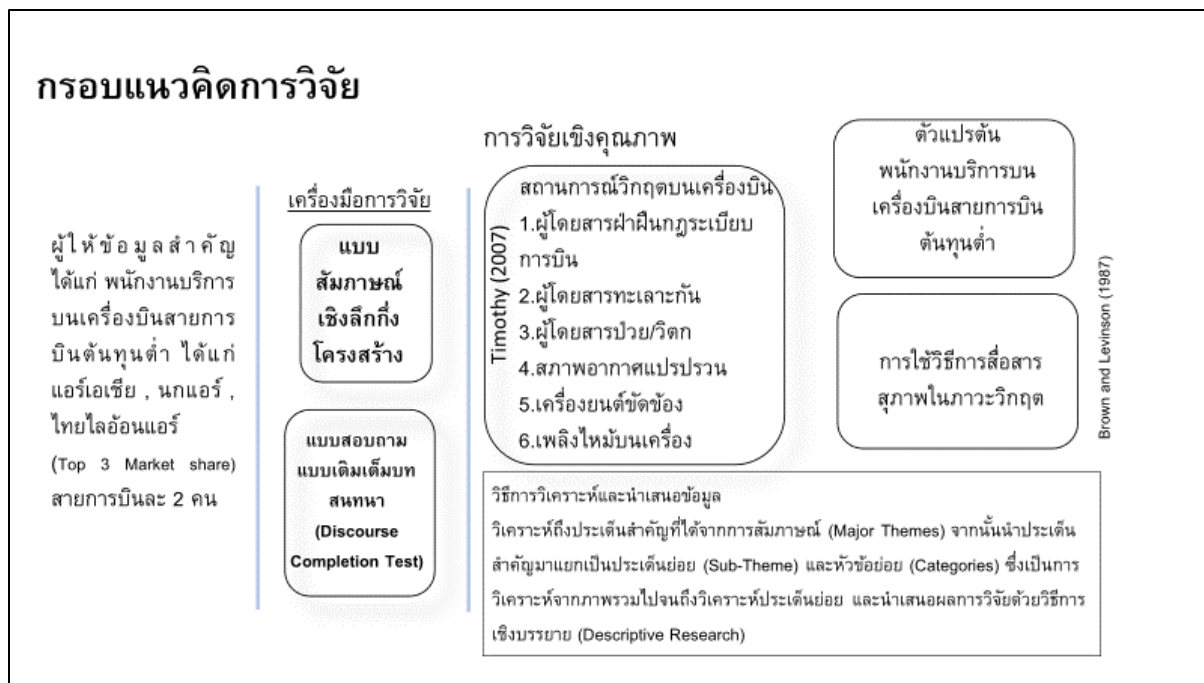 กรอบแนวคิดการวิจัย
ผู้ให้ข้อมูลสำคัญ
ได้แก่ พนักงานบริการ
บนเครื่องบินสายการ
บินต้นทุนต่ำ ได้แก่
แอร์เอเชีย , นกแอร์ ,
ไทยไลอ้อนแอร์
(Top 3 Market share)
สายการบินละ 2 คน
เครื่องมือการวิจัย
แบบ
สัมภาษณ์
เชิงลึกกึ่ง
โครงสร้าง
แบบสอบถาม
แบบเติมเต็มบท
สนทนา
(Discourse
Completion Test)
การวิจัยเชิงคุณภาพ
Timothy (2007)
สถานการณ์วิกฤตบนเครื่องบิน
1.ผู้โดยสารฝ่าฝืนกฎระเบียบ
การบิน
2.ผู้โดยสารทะเลาะกัน
3.ผู้โดยสารป่วย/วิตก
4.สภาพอากาศแปรปรวน
5.เครื่องยนต์ขัดข้อง
6.เพลิงไหม้บนเครื่อง
ตัวแปรต้น
พนักงานบริการบน
เครื่องบินสายการบิน
ต้นทุนต่ำ
การใช้วิธีการสื่อสาร
สุภาพในภาวะวิกฤต
Brown and Levinson (1987)
วิธีการวิเคราะห์และนำเสนอข้อมูล
วิเคราะห์ถึงประเด็นสำคัญที่ได้จากการสัมภาษณ์ (Major Themes) จากนั้นนำประเด็น
สำคัญมาแยกเป็นประเด็นย่อย (Sub-Theme) และหัวข้อย่อย (Categories) ซึ่งเป็นการ
วิเคราะห์จากภาพรวมไปจนถึงวิเคราะห์ประเด็นย่อย และนำเสนอผลการวิจัยด้วยวิธีการ
เชิงบรรยาย (Descriptive Research)